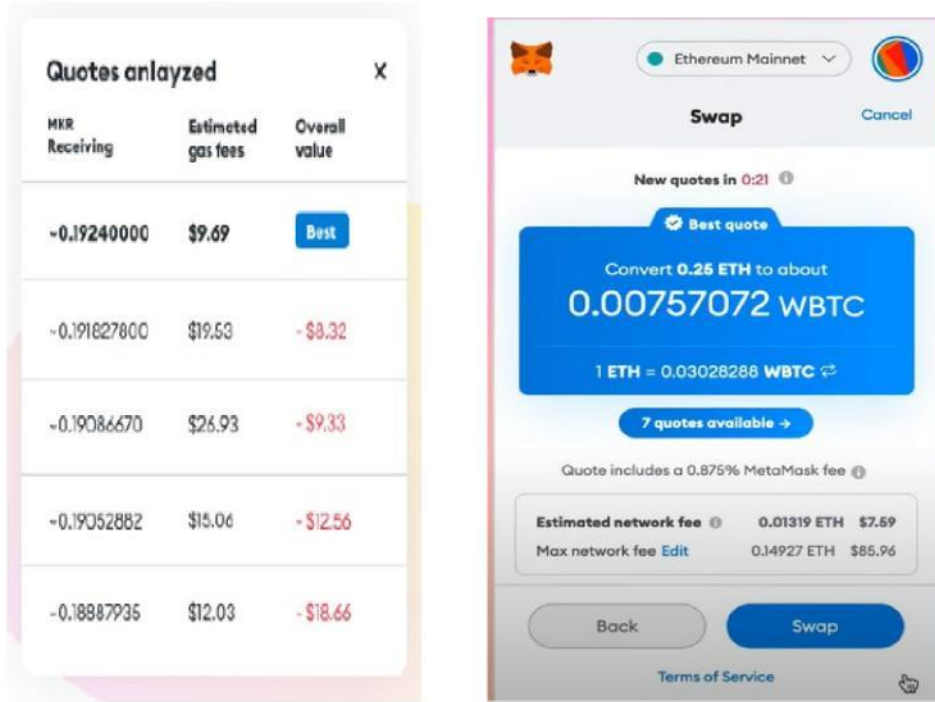 Quotes anlayzed X
MKR
Receiving
Estimated
gas fees
Overall
value
~0.19240000 $9.69 Best
~0.191827800 $19.53 - $8.32
~0.19086670 $26.93 - $9.33
~0.19052882 $15.06 - $12.56
~0.18887935 $12.03 - $18.66
Ethereum Mainnet
Swap Cancel
New quotes in 0:21
Best quote
Convert 0.25 ETH to about
0.00757072 WBTC
1 ETH = 0.03028288 WBTC
7 quotes available →
Quote includes a 0.875% MetaMask fee
Estimated network fee 0.01319 ETH $7.59
Max network fee Edit 0.14927 ETH $85.96
Back Swap
Terms of Service